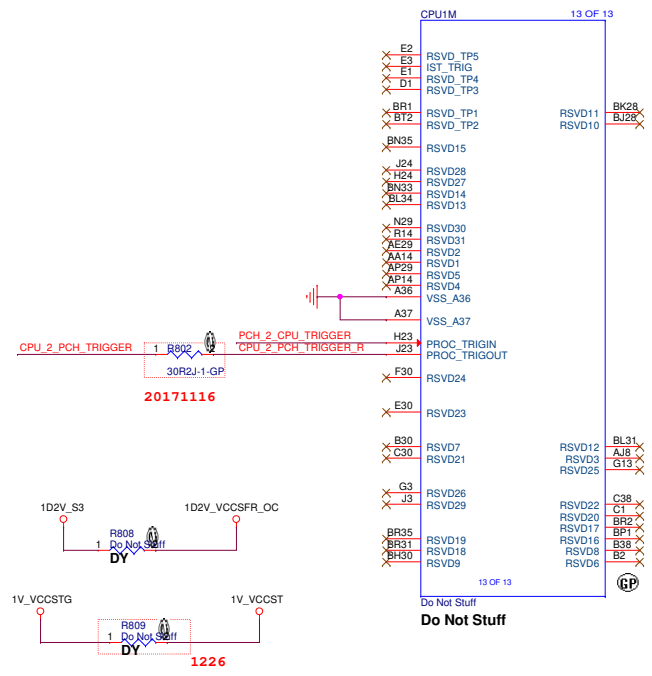 CPU1M
13 OF 13
E2 RSVD_TP5
E3 IST_TRIG
E1 RSVD_TP4
D1 RSVD_TP3
BR1 RSVD_TP1 RSVD11 BK28
BT2 RSVD_TP2 RSVD10 BJ28
BN35 RSVD15
J24 RSVD28
H24 RSVD27
BN33 RSVD14
BL34 RSVD13
N29 RSVD30
R14 RSVD31
AE29 RSVD2
AA14 RSVD1
AP29 RSVD5
AP14 RSVD4
A36 VSS_A36
A37 VSS_A37
PCH_2_CPU_TRIGGER H23 PROC_TRIGIN
CPU_2_PCH_TRIGGER 1 R802 2 CPU_2_PCH_TRIGGER_R J23 PROC_TRIGOUT
30R2J-1-GP
F30 RSVD24
20171116
E30 RSVD23
B30 RSVD7 RSVD12 BL31
C30 RSVD21 RSVD3 AJ8
RSVD25 G13
G3 RSVD26
J3 RSVD29 RSVD22 C38
RSVD20 C1
RSVD17 BR2
BR35 RSVD19 RSVD16 BP1
BR31 RSVD18 RSVD8 B38
BH30 RSVD9 RSVD6 B2
1D2V_S3 1D2V_VCCSFR_OC
R808
1 Do Not Stuff 2
DY
13 OF 13
GP
Do Not Stuff
Do Not Stuff
1V_VCCSTG 1V_VCCST
R809
1 Do Not Stuff 2
DY
1226